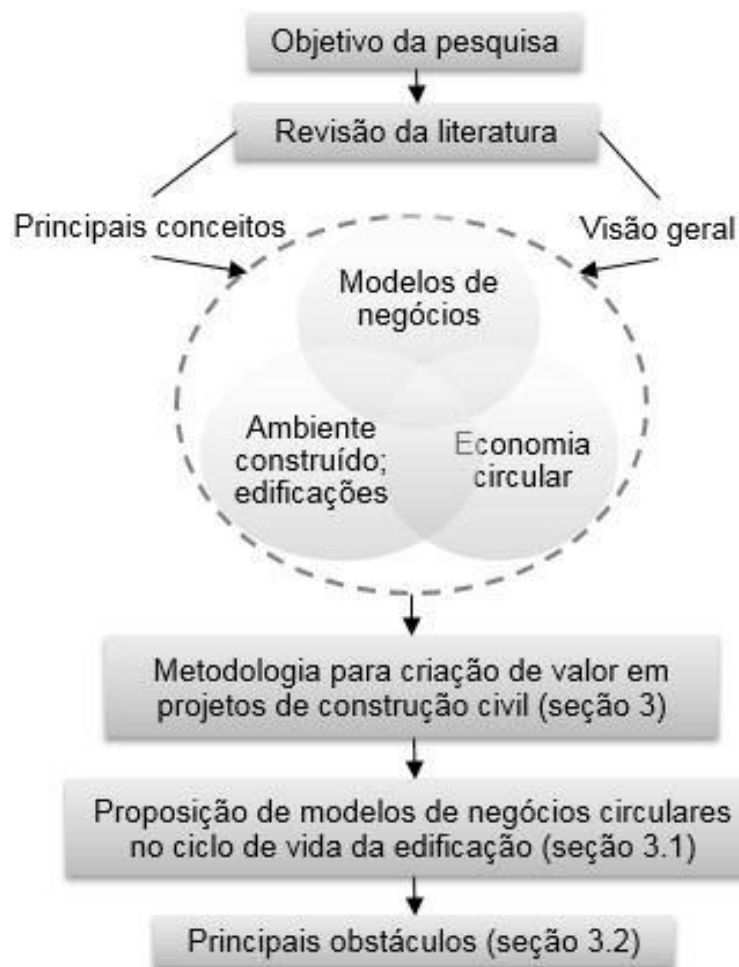 Objetivo da pesquisa
Revisão da literatura
Principais conceitos
Visão geral
Modelos de
negócios
Ambiente
construído;
edificações
Economia
circular
Metodologia para criação de valor em
projetos de construção civil (seção 3)
Proposição de modelos de negócios circulares
no ciclo de vida da edificação (seção 3.1)
Principais obstáculos (seção 3.2)